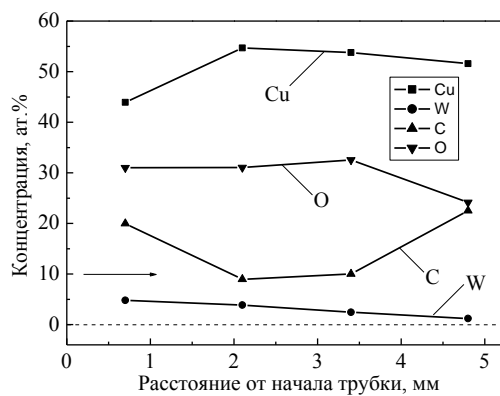 60
50
40
30
20
10
0
Концентрация, ат.%
Cu
Cu
W
C
O
O
C
W
0 1 2 3 4 5
Расстояние от начала трубки, мм